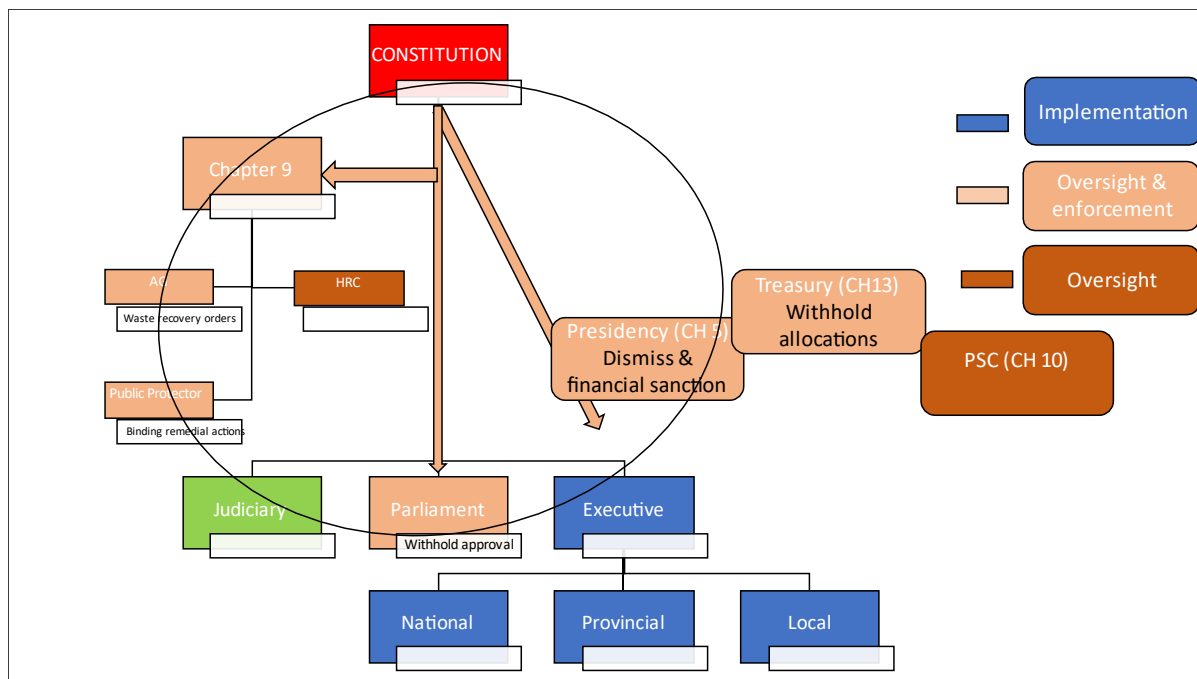 CONSTITUTION
Chapter 9
AG
Waste recovery orders
HRC
Public Protector
Binding remedial actions
Presidency (CH 5)
Dismiss &
financial sanction
Treasury (CH13)
Withhold
allocations
PSC (CH 10)
Implementation
Oversight &
enforcement
Oversight
Judiciary
Parliament
Withhold approval
Executive
National
Provincial
Local